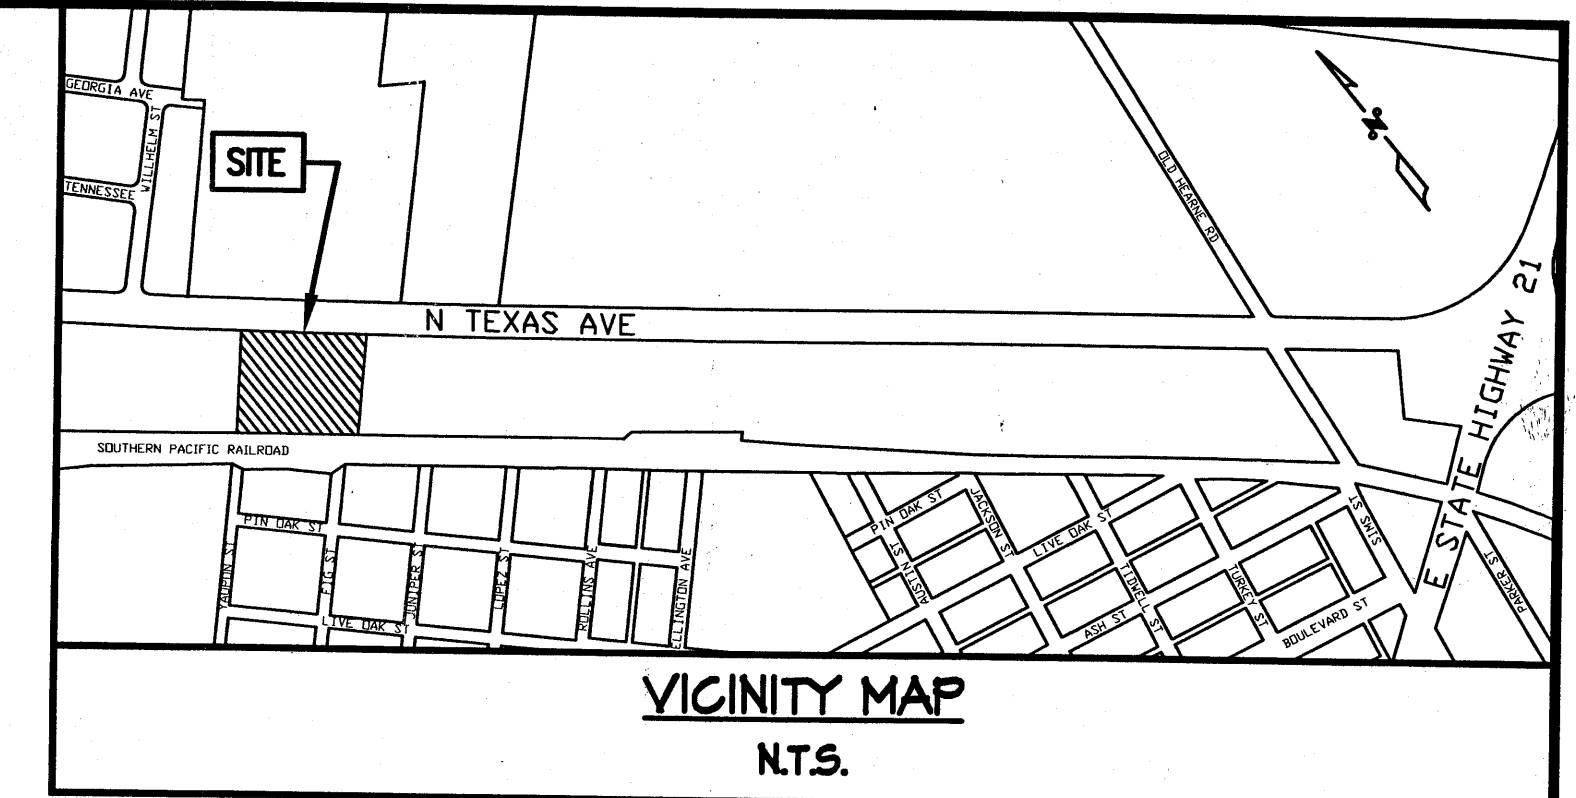 GEORGIA AVE
WILLHELM ST
TENNESSEE
SITE
OLD HEARNE RD
N
N TEXAS AVE
E STATE HIGHWAY 21
SOUTHERN PACIFIC RAILROAD
PIN OAK ST
YAUPON ST
FIG ST
JUNIPER ST
LOPEZ ST
ROLLINS AVE
ELLINGTON AVE
LIVE OAK ST
PIN OAK ST
JACKSON ST
AUSTIN ST
LIVE OAK ST
TIDWELL ST
ASH ST
TURKEY ST
SIMS ST
BOULEVARD ST
PARKER ST
VICINITY MAP
N.T.S.